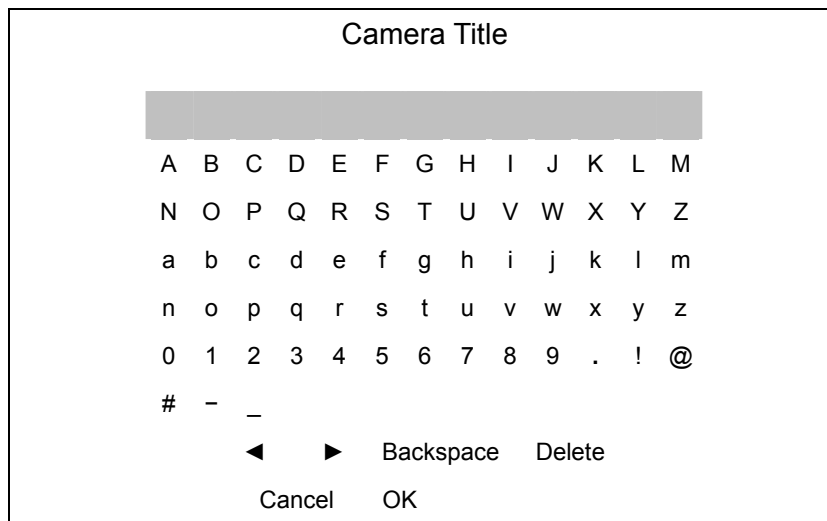 Camera Title
A B C D E F G H I J K L M
N O P Q R S T U V W X Y Z
a b c d e f g h i j k l m
n o p q r s t u v w x y z
0 1 2 3 4 5 6 7 8 9 . ! @
# − _
◄ ► Backspace Delete
Cancel OK